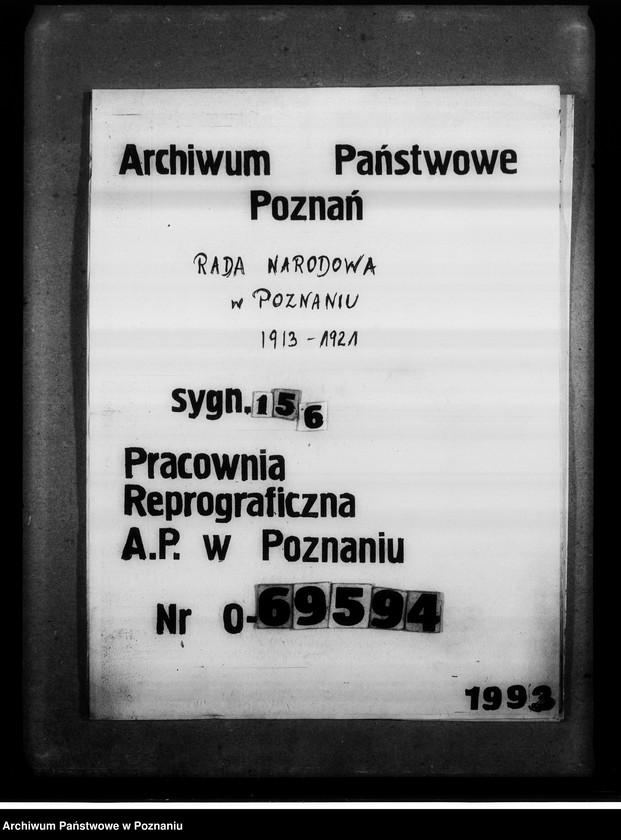 Archiwum Państwowe
Poznań
RADA NARODOWA
w POZNANIU
1913 - 1921
sygn. 156
Pracownia
Reprograficzna
A.P. w Poznaniu
Nr O-69594
1993
Archiwum Państwowe w Poznaniu